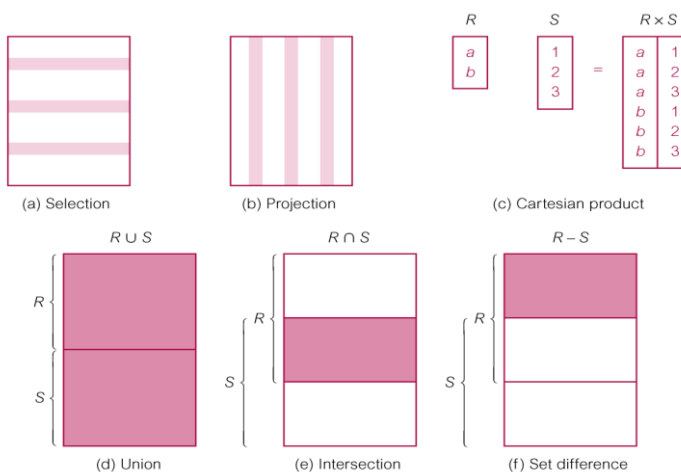 R S R × S
a 1 a 1
b 2 a 2
3 = a 3
b 1
b 2
b 3
(a) Selection (b) Projection (c) Cartesian product
R ∪ S R ∩ S R – S
R
S
R
S
R
S
(d) Union (e) Intersection (f) Set difference